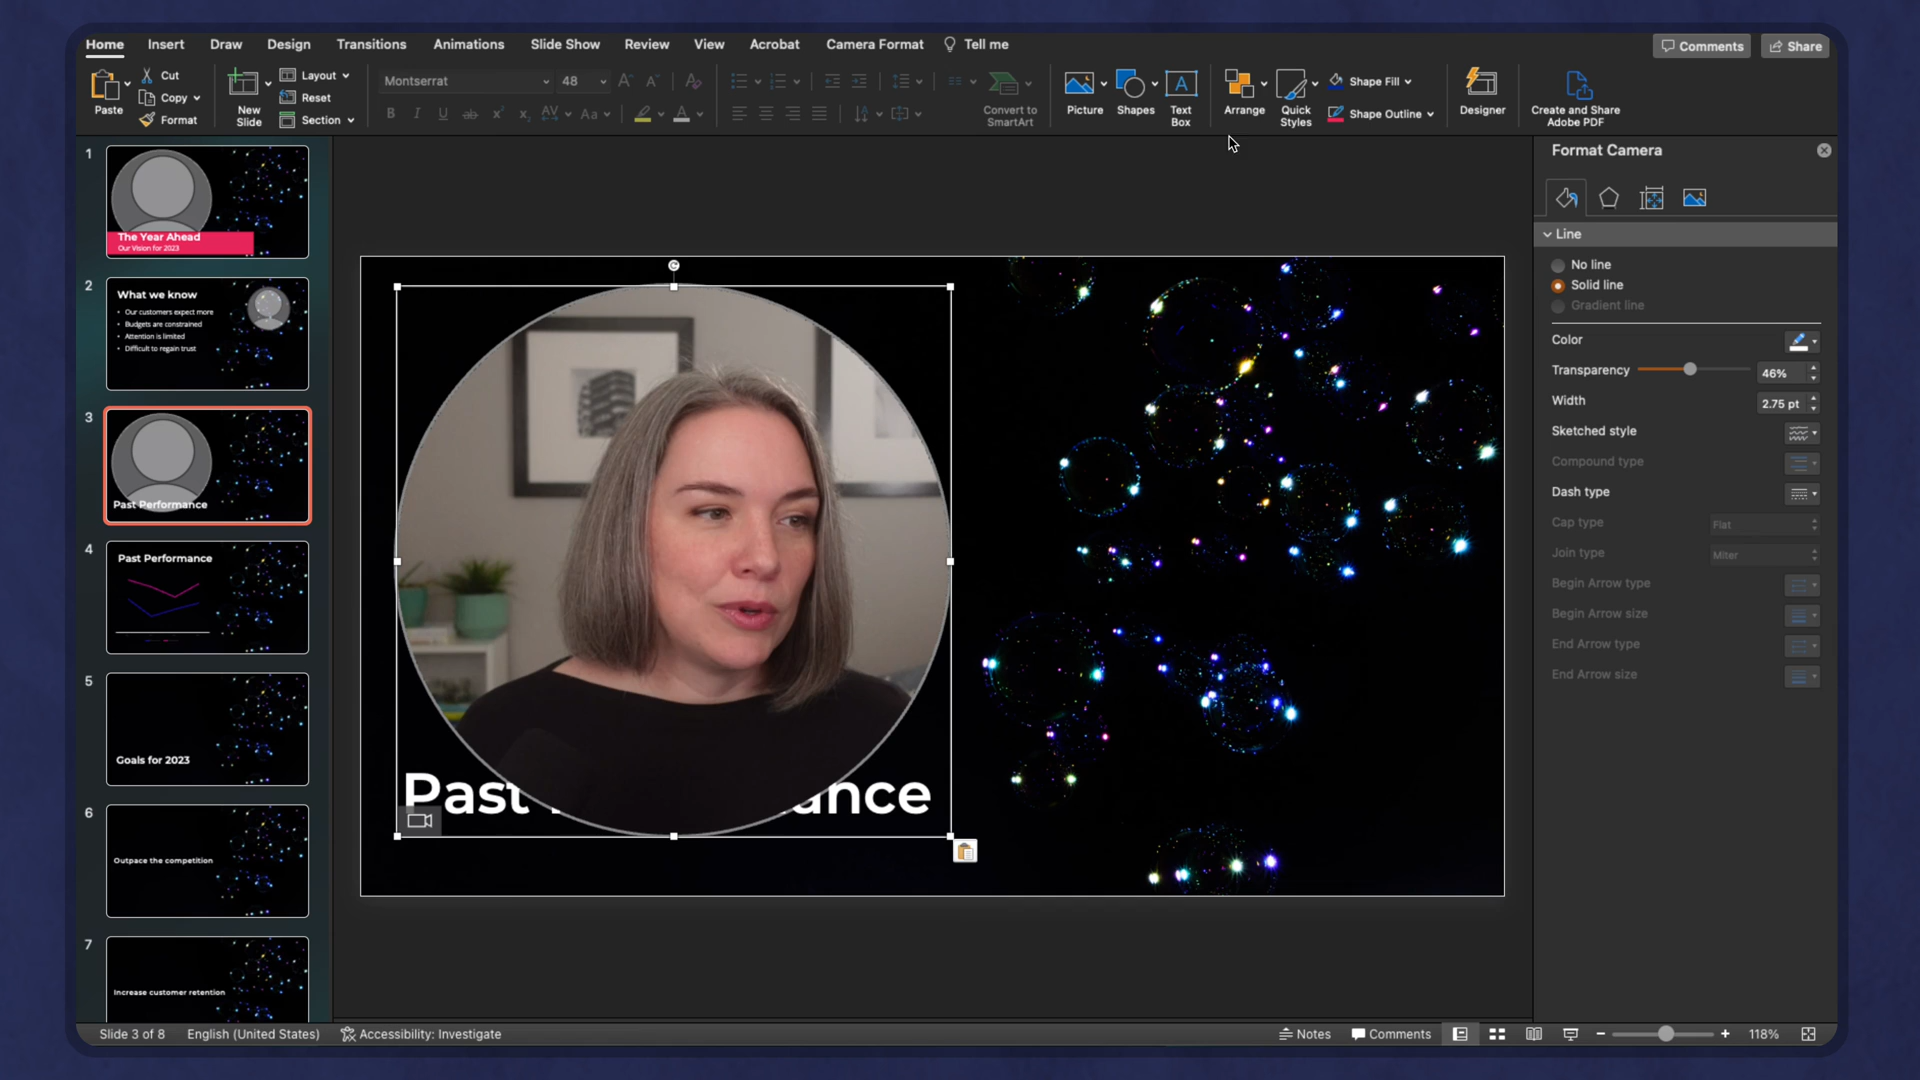 Home Insert Draw Design Transitions Animations Slide Show Review View Acrobat Camera Format Tell me Comments Share
Paste Cut Copy Format
New Slide Layout Reset Section
Montserrat 48
B I U ab x² x₂ AV Aa A
Convert to SmartArt
Picture Shapes Text Box
Arrange Quick Styles Shape Fill Shape Outline
Designer
Create and Share Adobe PDF
1
The Year Ahead
Our Vision for 2023
2
What we know
• Our customers expect more
• Budgets are constrained
• Attention is limited
• Difficult to regain trust
3
Past Performance
4
Past Performance
5
Goals for 2023
6
Outpace the competition
7
Increase customer retention
Past
ance
Format Camera
Line
No line
Solid line
Gradient line
Color
Transparency 46%
Width 2.75 pt
Sketched style
Compound type
Dash type
Cap type Flat
Join type Miter
Begin Arrow type
Begin Arrow size
End Arrow type
End Arrow size
Slide 3 of 8 English (United States) Accessibility: Investigate Notes Comments 118%